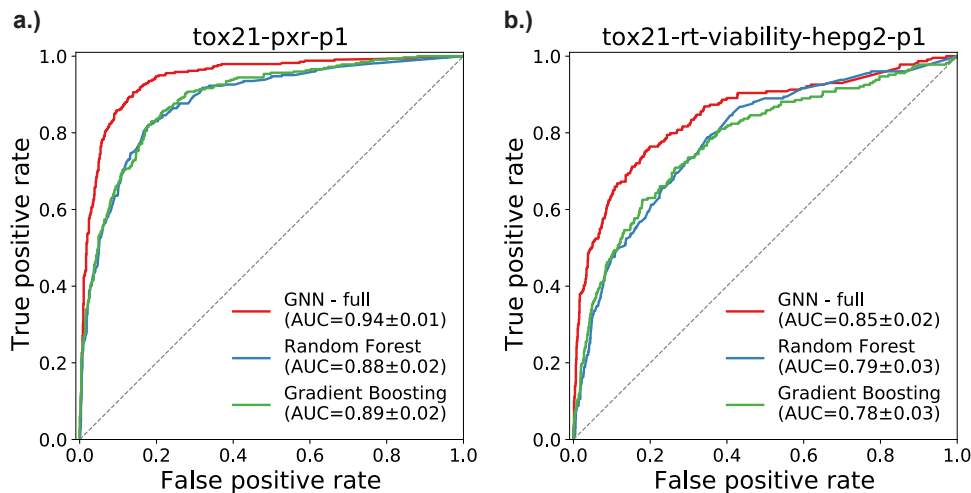 a.)
tox21-pxr-p1
True positive rate
1.0
0.8
0.6
0.4
0.2
0.0
0.0 0.2 0.4 0.6 0.8 1.0
False positive rate
GNN - full
(AUC=0.94±0.01)
Random Forest
(AUC=0.88±0.02)
Gradient Boosting
(AUC=0.89±0.02)
b.)
tox21-rt-viability-hepg2-p1
True positive rate
1.0
0.8
0.6
0.4
0.2
0.0
0.0 0.2 0.4 0.6 0.8 1.0
False positive rate
GNN - full
(AUC=0.85±0.02)
Random Forest
(AUC=0.79±0.03)
Gradient Boosting
(AUC=0.78±0.03)